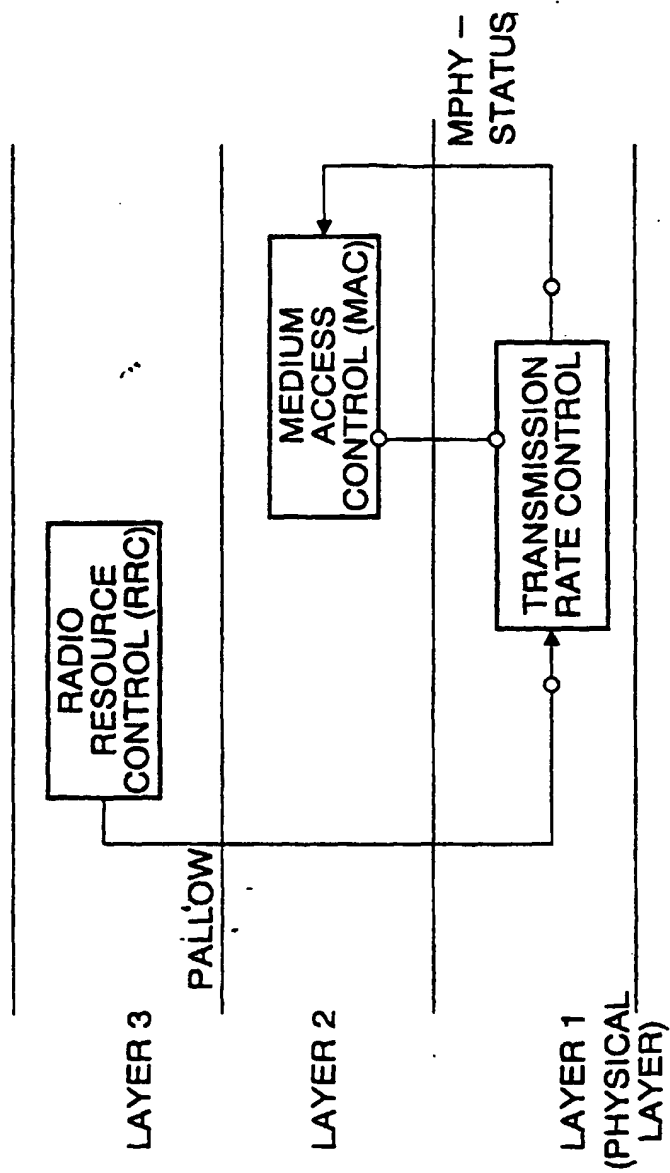 LAYER 3
RADIO
RESOURCE
CONTROL (RRC)
PALLOW
LAYER 2
MEDIUM
ACCESS
CONTROL (MAC)
MPHY –
STATUS
LAYER 1
(PHYSICAL
LAYER)
TRANSMISSION
RATE CONTROL